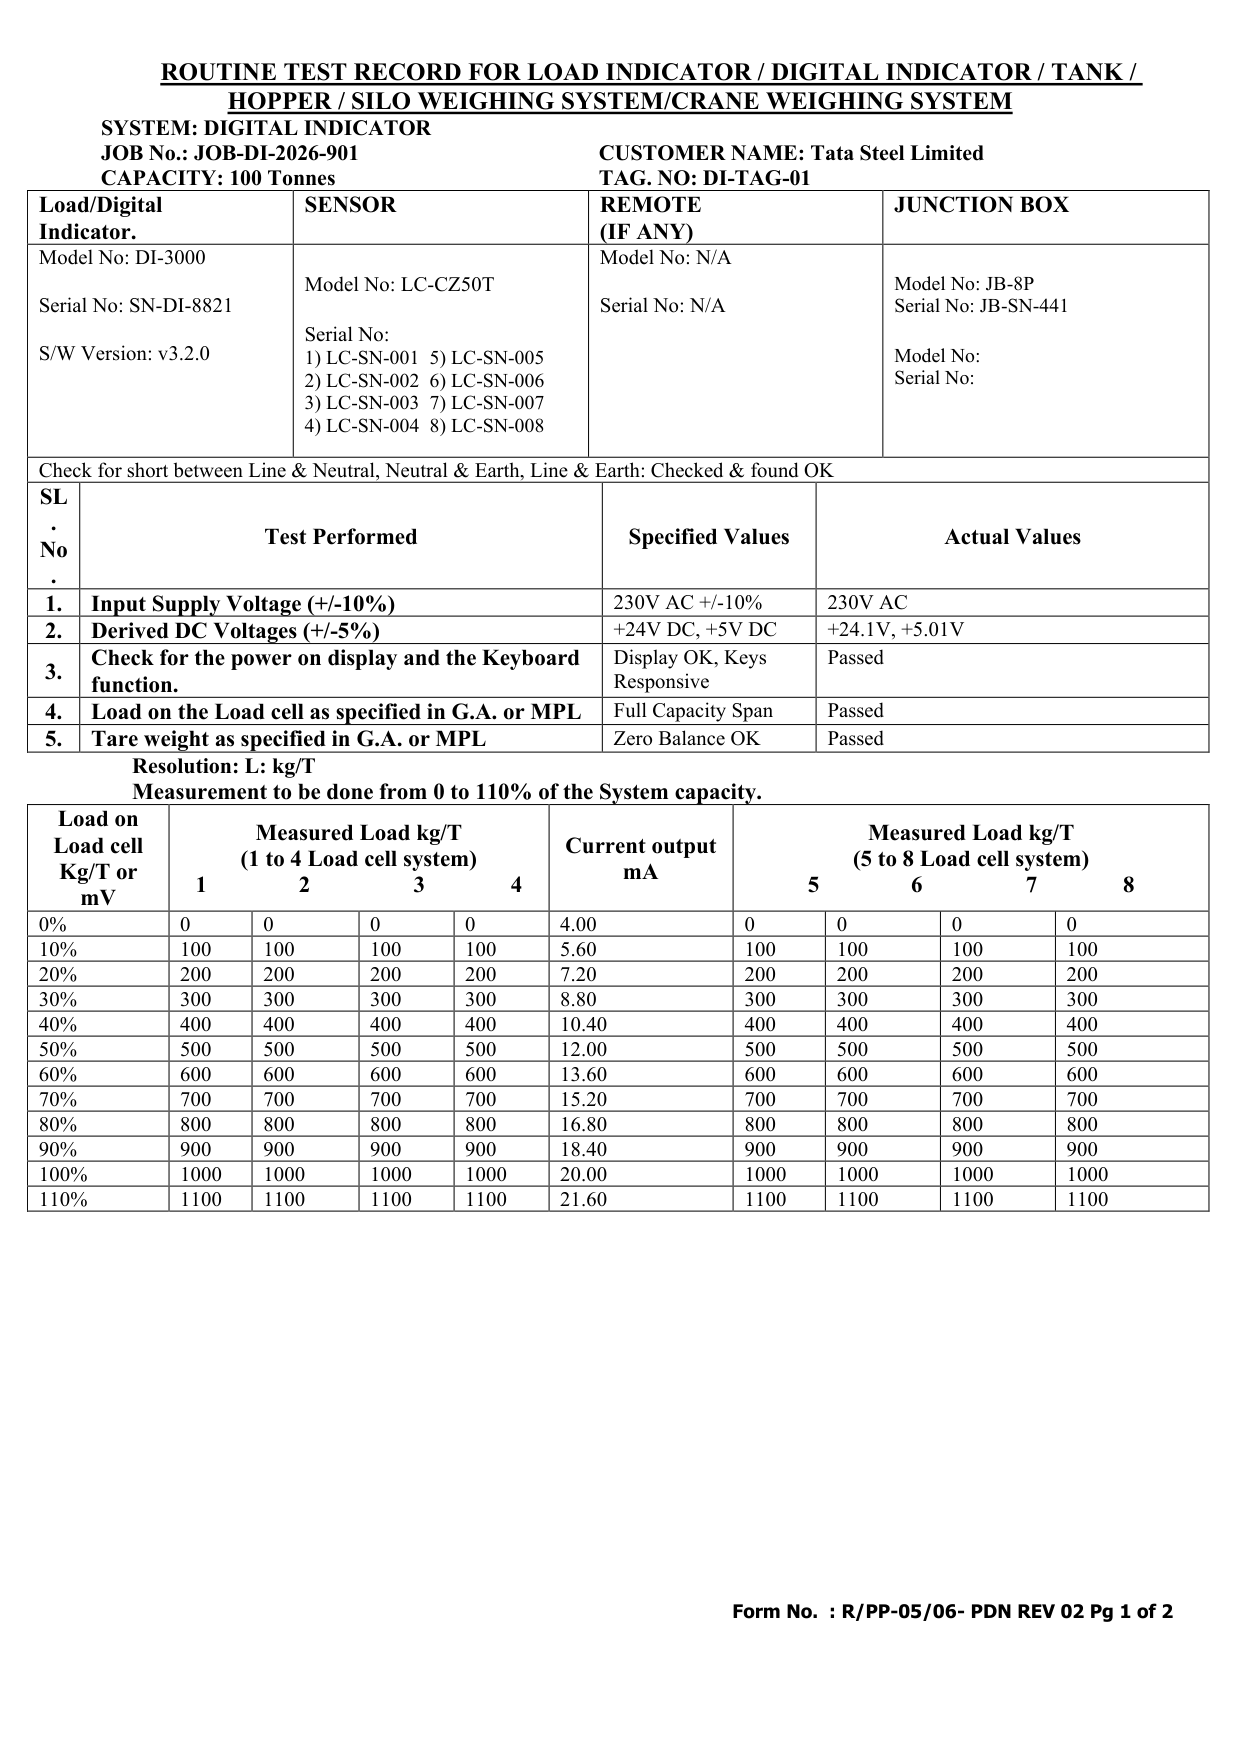 ROUTINE TEST RECORD FOR LOAD INDICATOR / DIGITAL INDICATOR / TANK /
HOPPER / SILO WEIGHING SYSTEM/CRANE WEIGHING SYSTEM
SYSTEM: DIGITAL INDICATOR
JOB No.: JOB-DI-2026-901 CUSTOMER NAME: Tata Steel Limited
CAPACITY: 100 Tonnes TAG. NO: DI-TAG-01
Load/Digital Indicator. SENSOR REMOTE (IF ANY) JUNCTION BOX
Model No: DI-3000
Serial No: SN-DI-8821
S/W Version: v3.2.0
Model No: LC-CZ50T
Serial No:
1) LC-SN-001 5) LC-SN-005
2) LC-SN-002 6) LC-SN-006
3) LC-SN-003 7) LC-SN-007
4) LC-SN-004 8) LC-SN-008
Model No: N/A
Serial No: N/A
Model No: JB-8P
Serial No: JB-SN-441
Model No:
Serial No:
Check for short between Line & Neutral, Neutral & Earth, Line & Earth: Checked & found OK
SL. No. Test Performed Specified Values Actual Values
1. Input Supply Voltage (+/-10%) 230V AC +/-10% 230V AC
2. Derived DC Voltages (+/-5%) +24V DC, +5V DC +24.1V, +5.01V
3. Check for the power on display and the Keyboard function. Display OK, Keys Responsive Passed
4. Load on the Load cell as specified in G.A. or MPL Full Capacity Span Passed
5. Tare weight as specified in G.A. or MPL Zero Balance OK Passed
Resolution: L: kg/T
Measurement to be done from 0 to 110% of the System capacity.
Load on Load cell Kg/T or mV
Measured Load kg/T
(1 to 4 Load cell system)
1 2 3 4
Current output mA
Measured Load kg/T
(5 to 8 Load cell system)
5 6 7 8
0% 0 0 0 0 4.00 0 0 0 0
10% 100 100 100 100 5.60 100 100 100 100
20% 200 200 200 200 7.20 200 200 200 200
30% 300 300 300 300 8.80 300 300 300 300
40% 400 400 400 400 10.40 400 400 400 400
50% 500 500 500 500 12.00 500 500 500 500
60% 600 600 600 600 13.60 600 600 600 600
70% 700 700 700 700 15.20 700 700 700 700
80% 800 800 800 800 16.80 800 800 800 800
90% 900 900 900 900 18.40 900 900 900 900
100% 1000 1000 1000 1000 20.00 1000 1000 1000 1000
110% 1100 1100 1100 1100 21.60 1100 1100 1100 1100
Form No. : R/PP-05/06- PDN REV 02 Pg 1 of 2